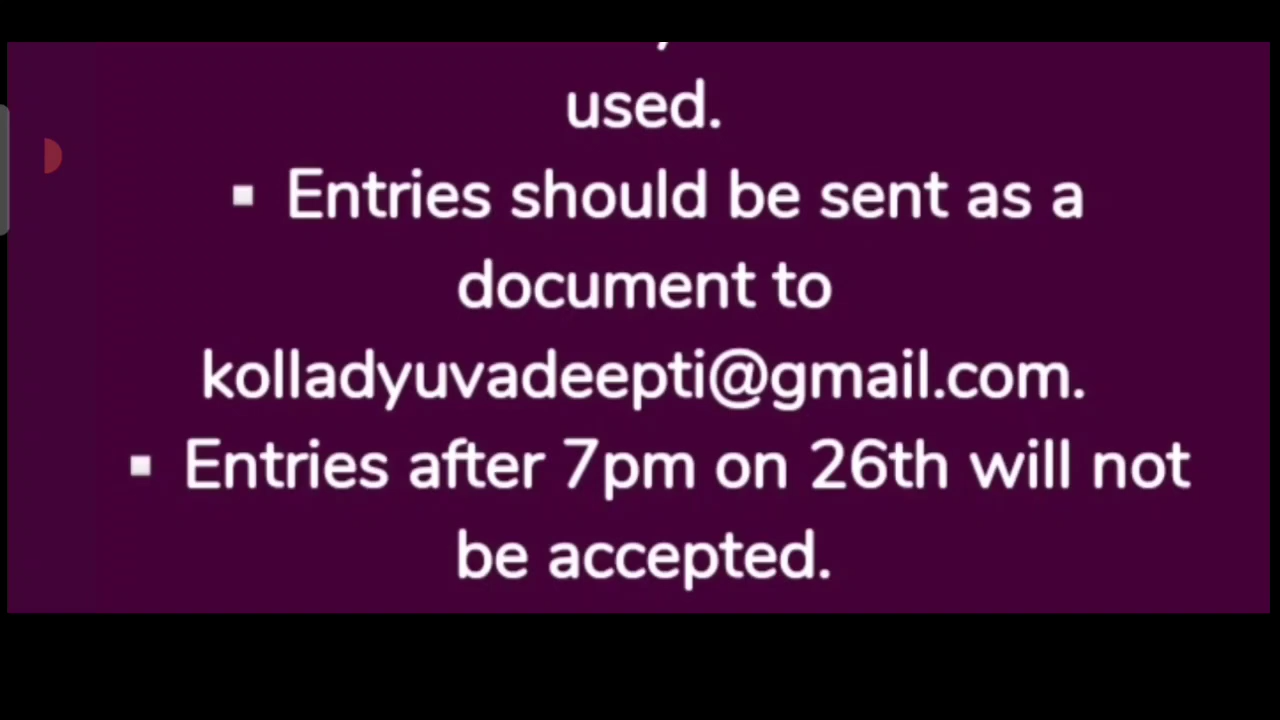 used.
▪ Entries should be sent as a
document to
kolladyuvadeepti@gmail.com.
▪ Entries after 7pm on 26th will not
be accepted.